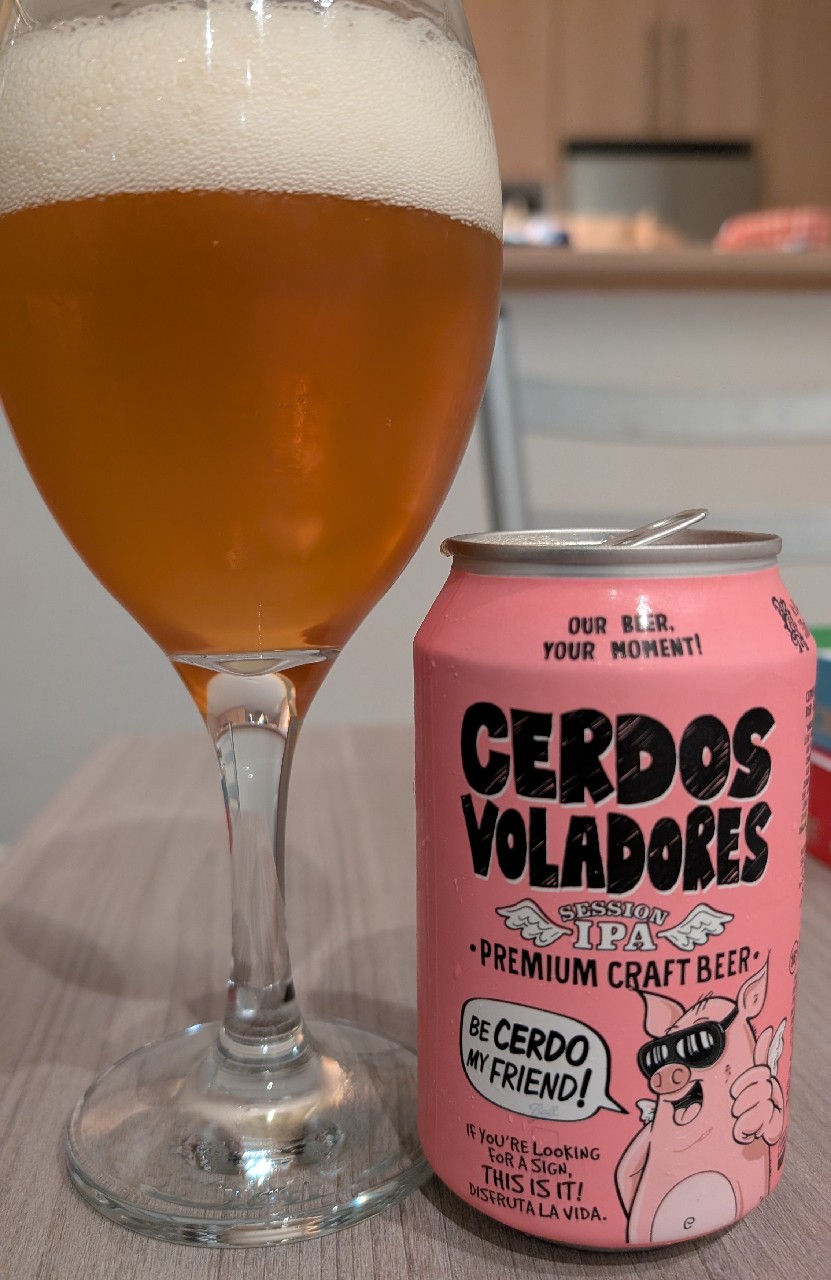 OUR BEER,
YOUR MOMENT!
CERDOS
VOLADORES
SESSION
IPA
•PREMIUM CRAFT BEER•
BE CERDO
MY FRIEND!
IF YOU'RE LOOKING
FOR A SIGN,
THIS IS IT!
DISFRUTA LA VIDA.